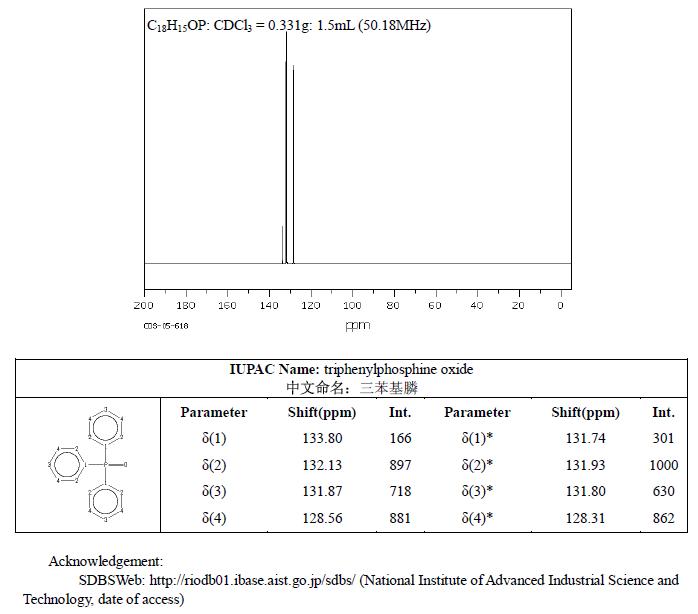 C₁₈H₁₅OP: CDCl₃ = 0.331g: 1.5mL (50.18MHz)
200 180 160 140 120 100 80 60 40 20 0
CDS-05-618
ppm
IUPAC Name: triphenylphosphine oxide
中文命名：三苯基膦
Parameter Shift(ppm) Int. Parameter Shift(ppm) Int.
δ(1) 133.80 166 δ(1)* 131.74 301
δ(2) 132.13 897 δ(2)* 131.93 1000
δ(3) 131.87 718 δ(3)* 131.80 630
δ(4) 128.56 881 δ(4)* 128.31 862
Acknowledgement:
SDBSWeb: http://riodb01.ibase.aist.go.jp/sdbs/ (National Institute of Advanced Industrial Science and
Technology, date of access)